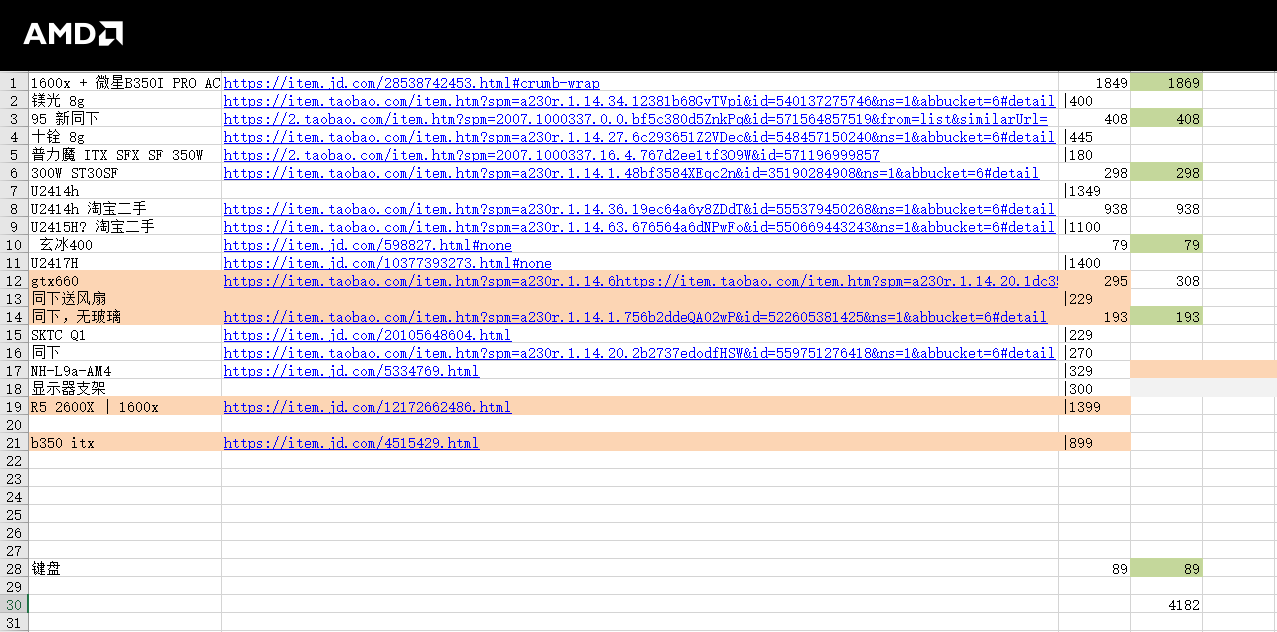 AMD
1 1600x + 微星B350I PRO AC https://item.jd.com/28538742453.html#crumb-wrap 1849 1869
2 镁光 8g https://item.taobao.com/item.htm?spm=a230r.1.14.34.12381b68GvTVpi&id=540137275746&ns=1&abbucket=6#detail |400
3 95 新同下 https://2.taobao.com/item.htm?spm=2007.1000337.0.0.bf5c380d5ZnkPq&id=571564857519&from=list&similarUrl= 408 408
4 十铨 8g https://item.taobao.com/item.htm?spm=a230r.1.14.27.6c293651Z2VDec&id=548457150240&ns=1&abbucket=6#detail |445
5 普力魔 ITX SFX SF 350W https://2.taobao.com/item.htm?spm=2007.1000337.16.4.767d2ee1tf3O9W&id=571196999857 |180
6 300W ST30SF https://item.taobao.com/item.htm?spm=a230r.1.14.1.48bf3584XEqc2n&id=35190284908&ns=1&abbucket=6#detail 298 298
7 U2414h |1349
8 U2414h 淘宝二手 https://item.taobao.com/item.htm?spm=a230r.1.14.36.19ec64a6y8ZDdT&id=555379450268&ns=1&abbucket=6#detail 938 938
9 U2415H? 淘宝二手 https://item.taobao.com/item.htm?spm=a230r.1.14.63.676564a6dNPwFo&id=550669443243&ns=1&abbucket=6#detail |1100
10 玄冰400 https://item.jd.com/598827.html#none 79 79
11 U2417H https://item.jd.com/10377393273.html#none |1400
12 gtx660 https://item.taobao.com/item.htm?spm=a230r.1.14.6https://item.taobao.com/item.htm?spm=a230r.1.14.20.1dc35 295 308
13 同下送风扇 |229
14 同下，无玻璃 https://item.taobao.com/item.htm?spm=a230r.1.14.1.756b2ddeQA02wP&id=522605381425&ns=1&abbucket=6#detail 193 193
15 SKTC Q1 https://item.jd.com/20105648604.html |229
16 同下 https://item.taobao.com/item.htm?spm=a230r.1.14.20.2b2737edodfHSW&id=559751276418&ns=1&abbucket=6#detail |270
17 NH-L9a-AM4 https://item.jd.com/5334769.html |329
18 显示器支架 |300
19 R5 2600X | 1600x https://item.jd.com/12172662486.html |1399
20
21 b350 itx https://item.jd.com/4515429.html |899
22
23
24
25
26
27
28 键盘 89 89
29
30 4182
31